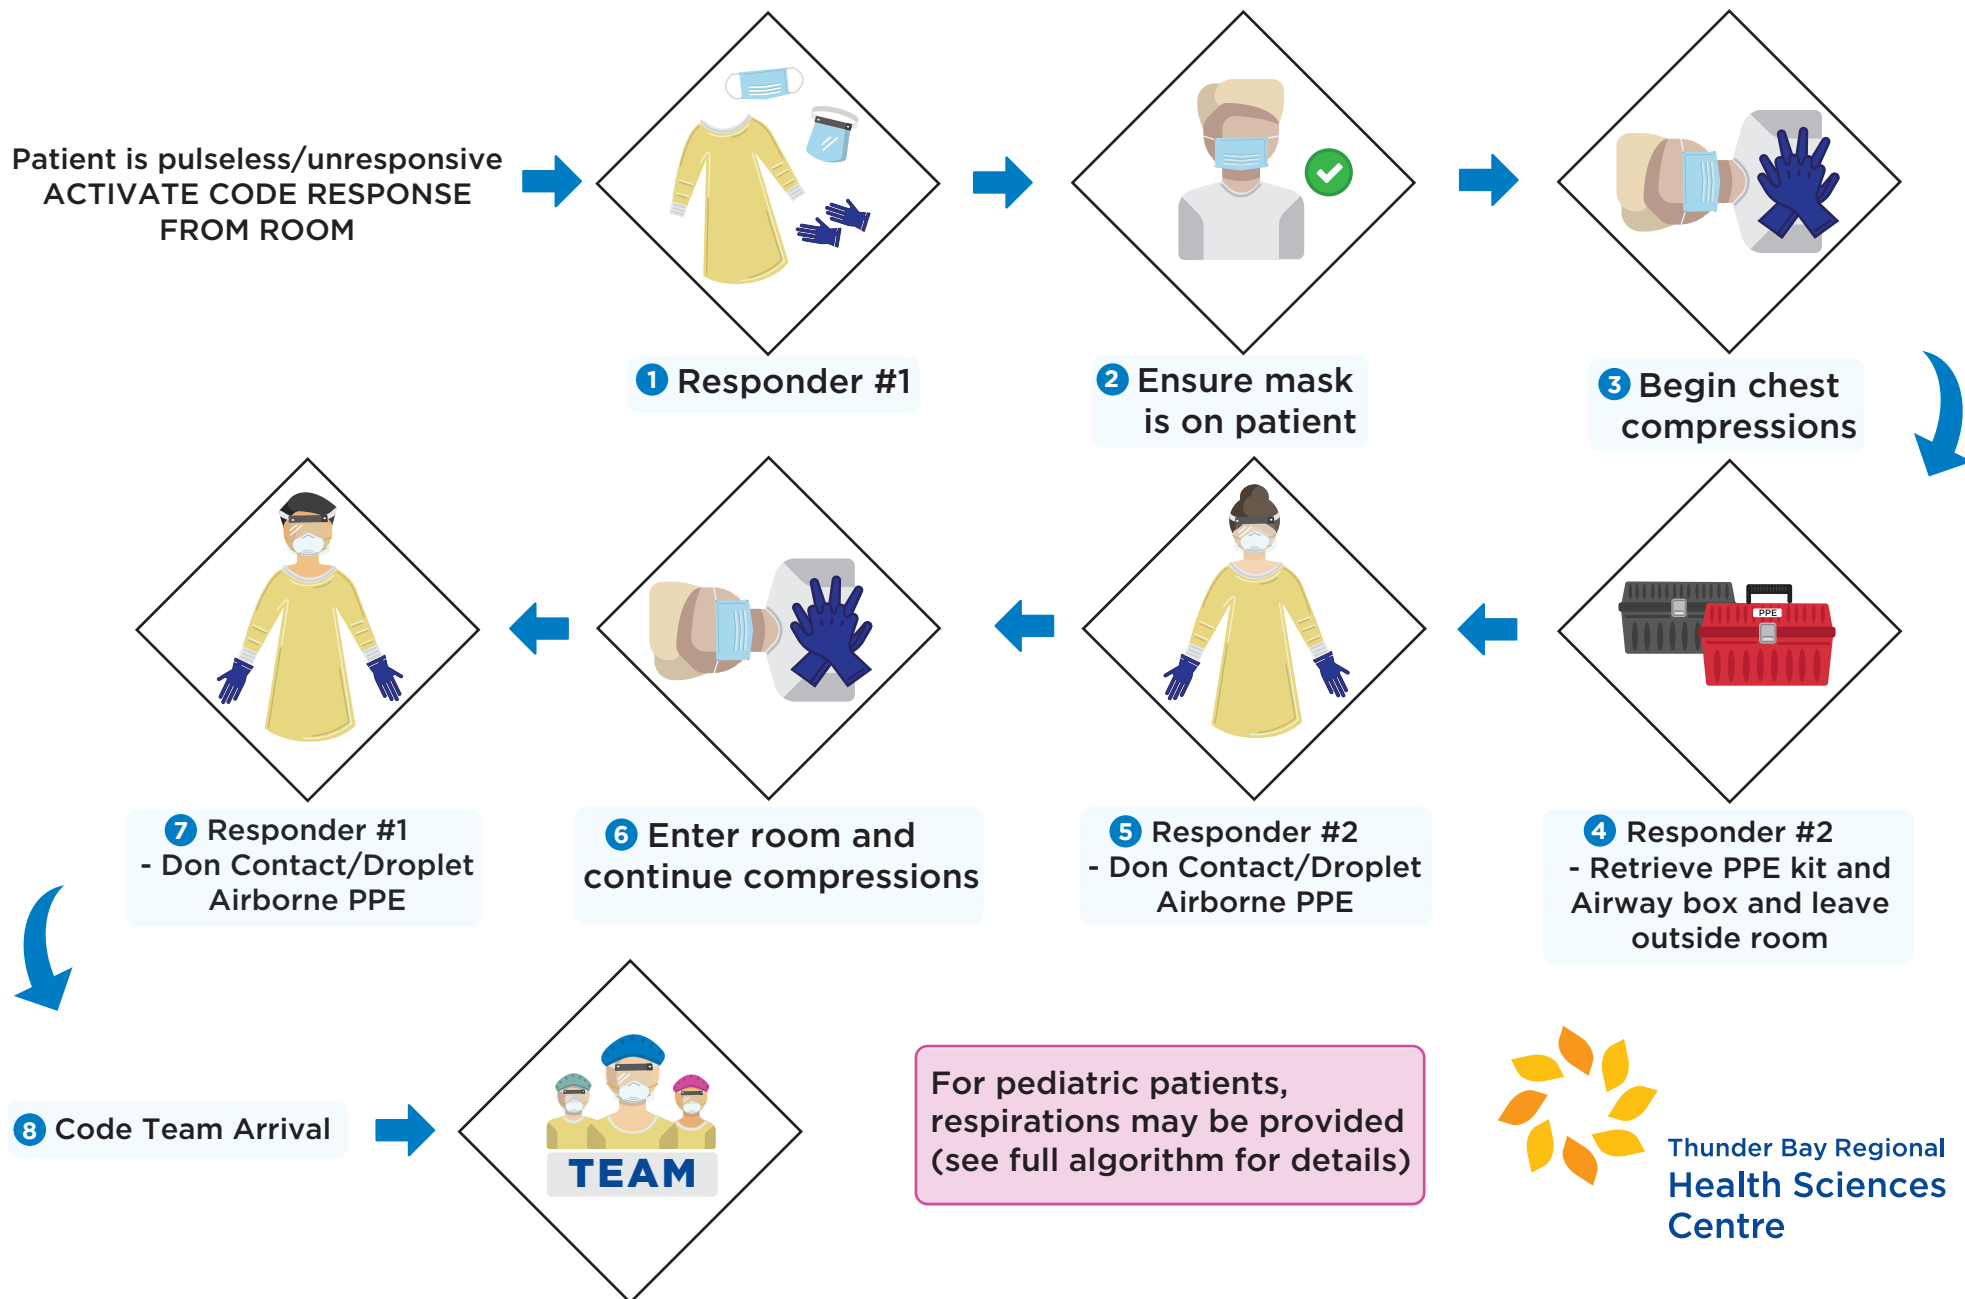 Patient is pulseless/unresponsive
ACTIVATE CODE RESPONSE
FROM ROOM
1 Responder #1
2 Ensure mask
is on patient
3 Begin chest
compressions
PPE
4 Responder #2
- Retrieve PPE kit and
Airway box and leave
outside room
5 Responder #2
- Don Contact/Droplet
Airborne PPE
6 Enter room and
continue compressions
7 Responder #1
- Don Contact/Droplet
Airborne PPE
8 Code Team Arrival
TEAM
For pediatric patients,
respirations may be provided
(see full algorithm for details)
Thunder Bay Regional
Health Sciences
Centre